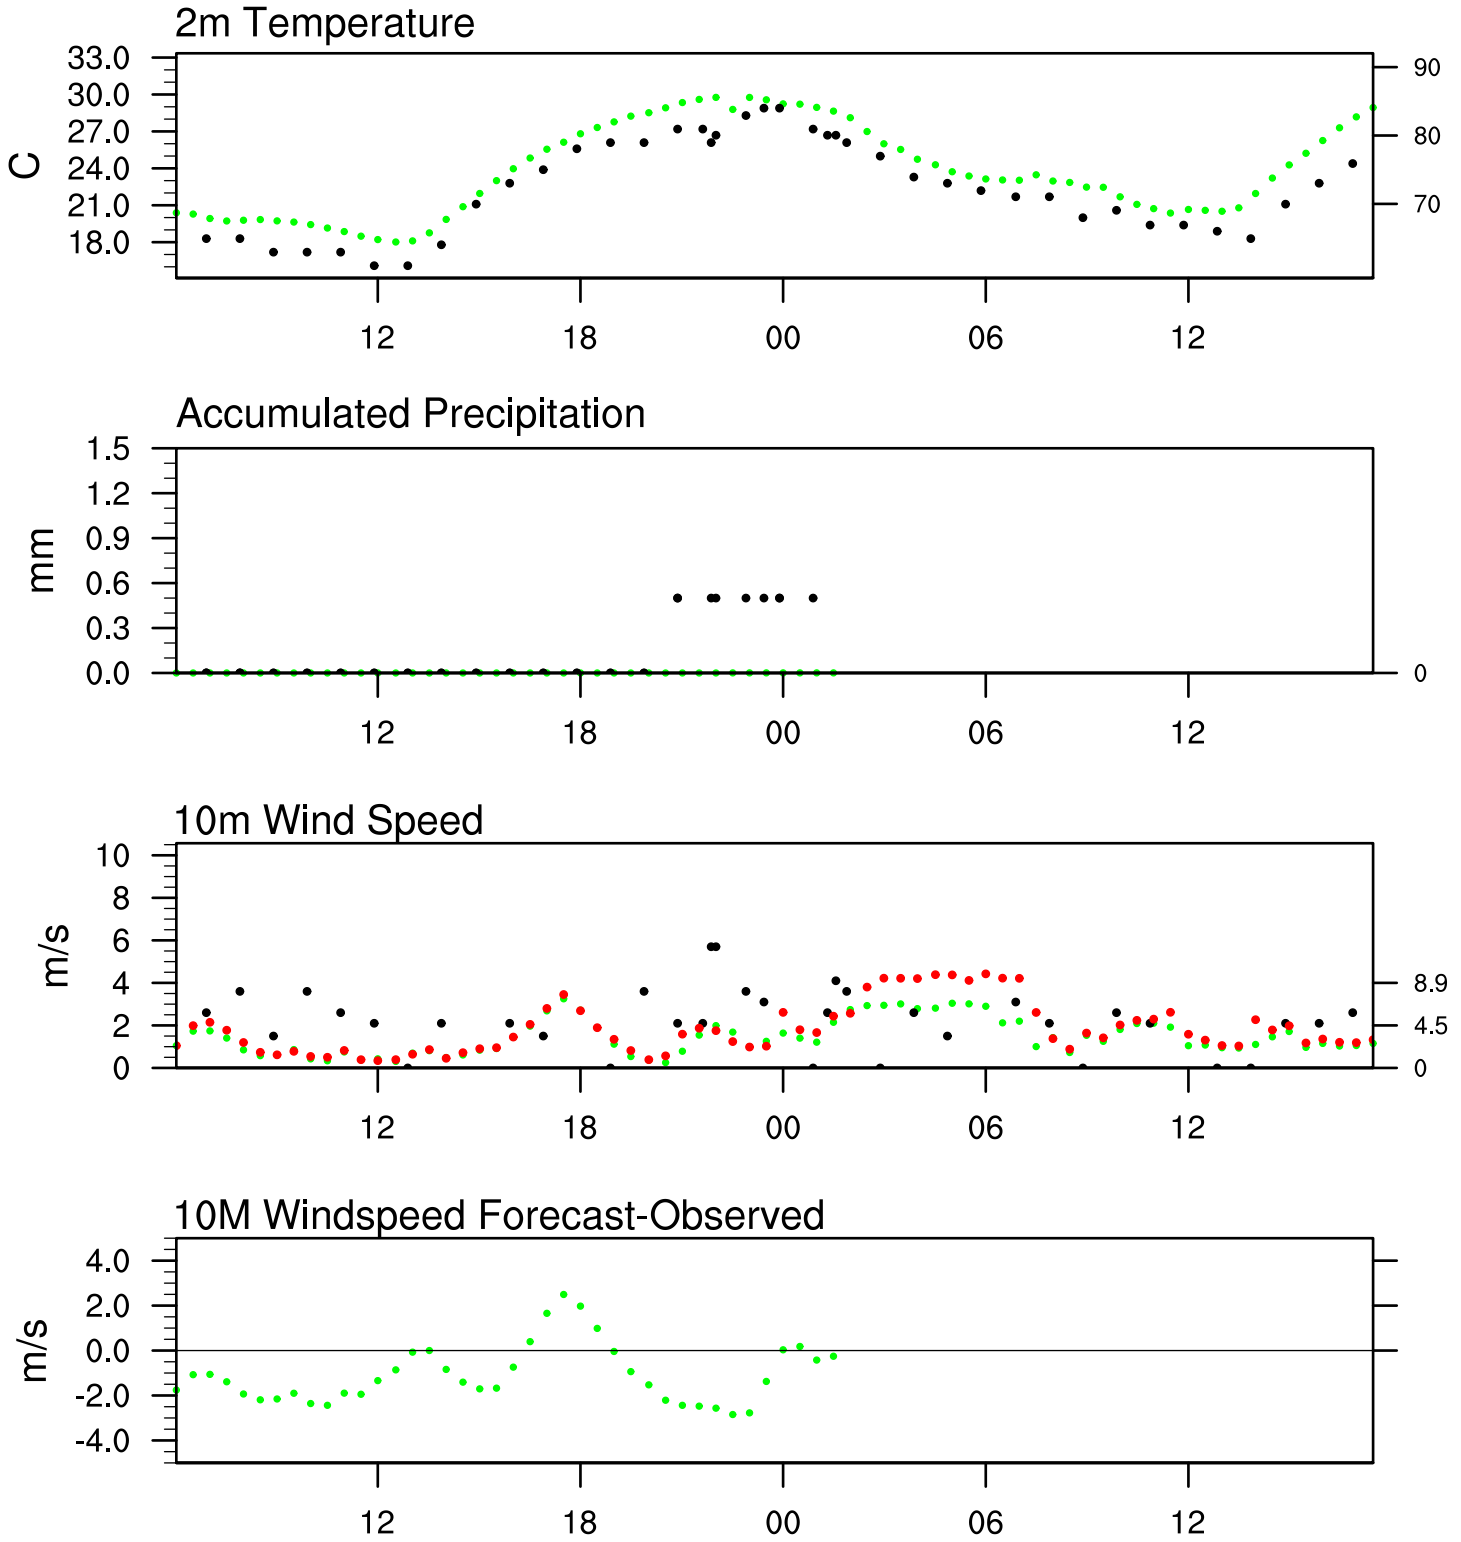 2m Temperature
33.0
30.0
27.0
24.0
21.0
18.0
C
90
80
70
12 18 00 06 12
Accumulated Precipitation
1.5
1.2
0.9
0.6
0.3
0.0
mm
0
12 18 00 06 12
10m Wind Speed
10
8
6
4
2
0
m/s
8.9
4.5
0
12 18 00 06 12
10M Windspeed Forecast-Observed
4.0
2.0
0.0
-2.0
-4.0
m/s
12 18 00 06 12